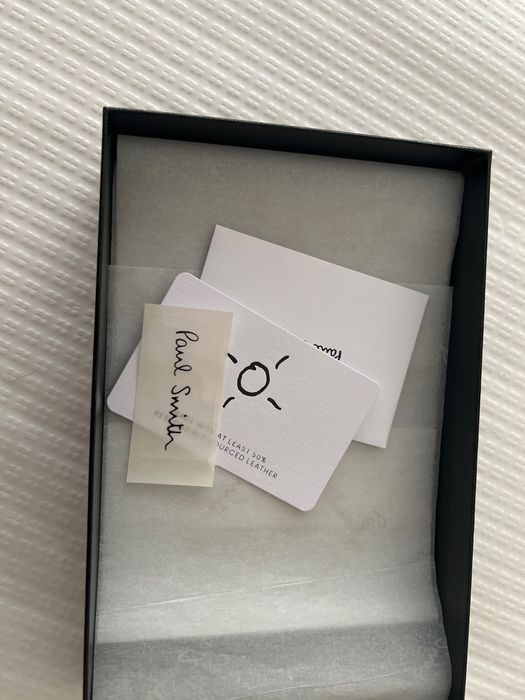 Paul Smith
AT LEAST 50%
OURCED LEATHER